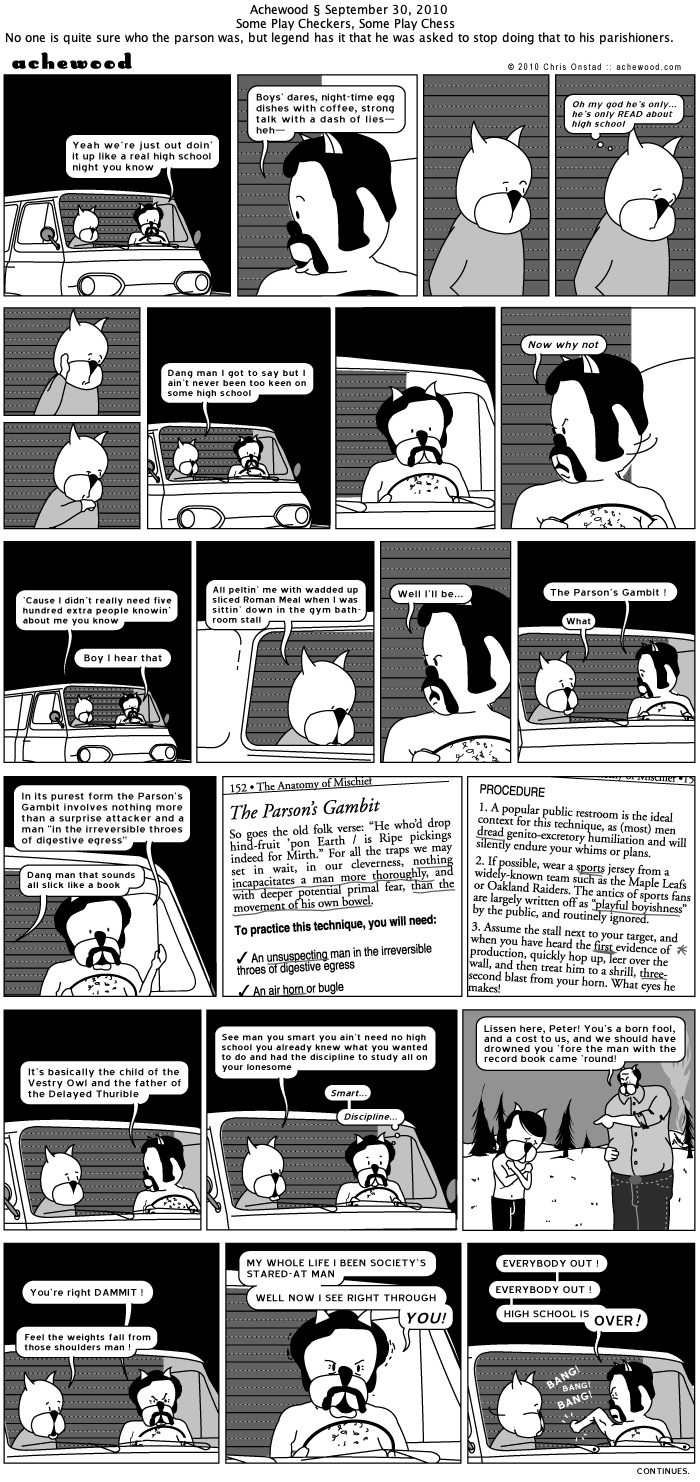 Achewood § September 30, 2010
Some Play Checkers, Some Play Chess
No one is quite sure who the parson was, but legend has it that he was asked to stop doing that to his parishioners.
achewood
© 2010 Chris Onstad :: achewood.com
Yeah we're just out doin'
it up like a real high school
night you know
Boys' dares, night-time egg
dishes with coffee, strong
talk with a dash of lies—
heh—
Oh my god he's only...
he's only READ about
high school
Dang man I got to say but I
ain't never been too keen on
some high school
Now why not
'Cause I didn't really need five
hundred extra people knowin'
about me you know
Boy I hear that
All peltin' me with wadded up
sliced Roman Meal when I was
sittin' down in the gym bath-
room stall
Well I'll be...
The Parson's Gambit !
What
In its purest form the Parson's
Gambit involves nothing more
than a surprise attacker and a
man "in the irreversible throes
of digestive egress"
Dang man that sounds
all slick like a book
152 • The Anatomy of Mischief
The Parson's Gambit
So goes the old folk verse: "He who'd drop
hind-fruit 'pon Earth / is Ripe pickings
indeed for Mirth." For all the traps we may
set in wait, in our cleverness, nothing
incapacitates a man more thoroughly, and
with deeper potential primal fear, than the
movement of his own bowel.
To practice this technique, you will need:
✓ An unsuspecting man in the irreversible
throes of digestive egress
✓ An air horn or bugle
my of Mischief • 15
PROCEDURE
1. A popular public restroom is the ideal
context for this technique, as (most) men
dread genito-excretory humiliation and will
silently endure your whims or plans.
2. If possible, wear a sports jersey from a
widely-known team such as the Maple Leafs
or Oakland Raiders. The antics of sports fans
are largely written off as "playful boyishness"
by the public, and routinely ignored.
3. Assume the stall next to your target, and
when you have heard the first evidence of
production, quickly hop up, leer over the
wall, and then treat him to a shrill, three-
second blast from your horn. What eyes he
makes!
It's basically the child of the
Vestry Owl and the father of
the Delayed Thurible
See man you smart you ain't need no high
school you already knew what you wanted
to do and had the discipline to study all on
your lonesome
Smart...
Discipline...
Lissen here, Peter! You's a born fool,
and a cost to us, and we should have
drowned you 'fore the man with the
record book came 'round!
You're right DAMMIT !
Feel the weights fall from
those shoulders man !
MY WHOLE LIFE I BEEN SOCIETY'S
STARED-AT MAN
WELL NOW I SEE RIGHT THROUGH
YOU!
EVERYBODY OUT !
EVERYBODY OUT !
HIGH SCHOOL IS
OVER!
BANG!
BANG!
BANG!
CONTINUES.